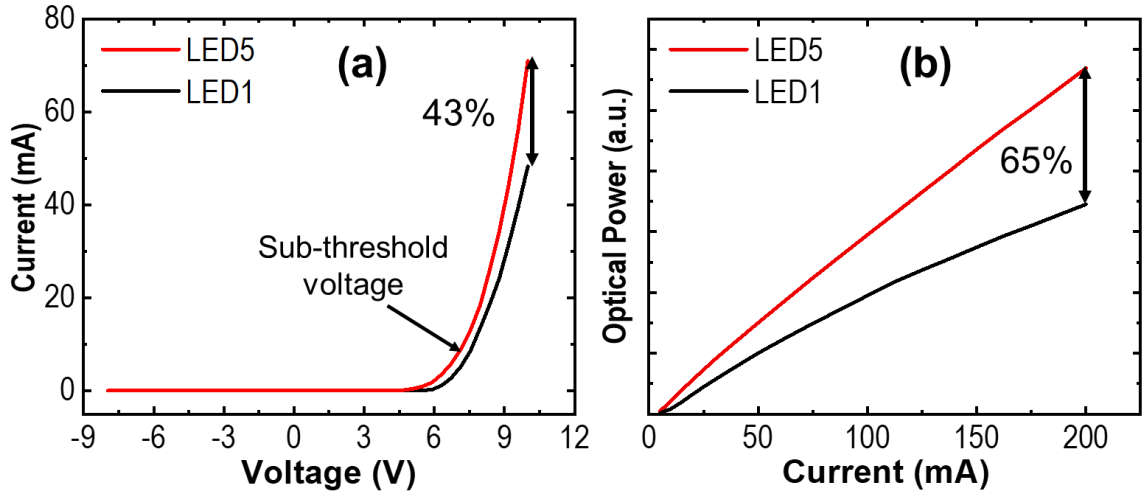 LED5
LED1
(a)
43%
Sub-threshold
voltage
Current (mA)
80
60
40
20
0
-9 -6 -3 0 3 6 9 12
Voltage (V)
LED5
LED1
(b)
65%
Optical Power (a.u.)
0 50 100 150 200
Current (mA)